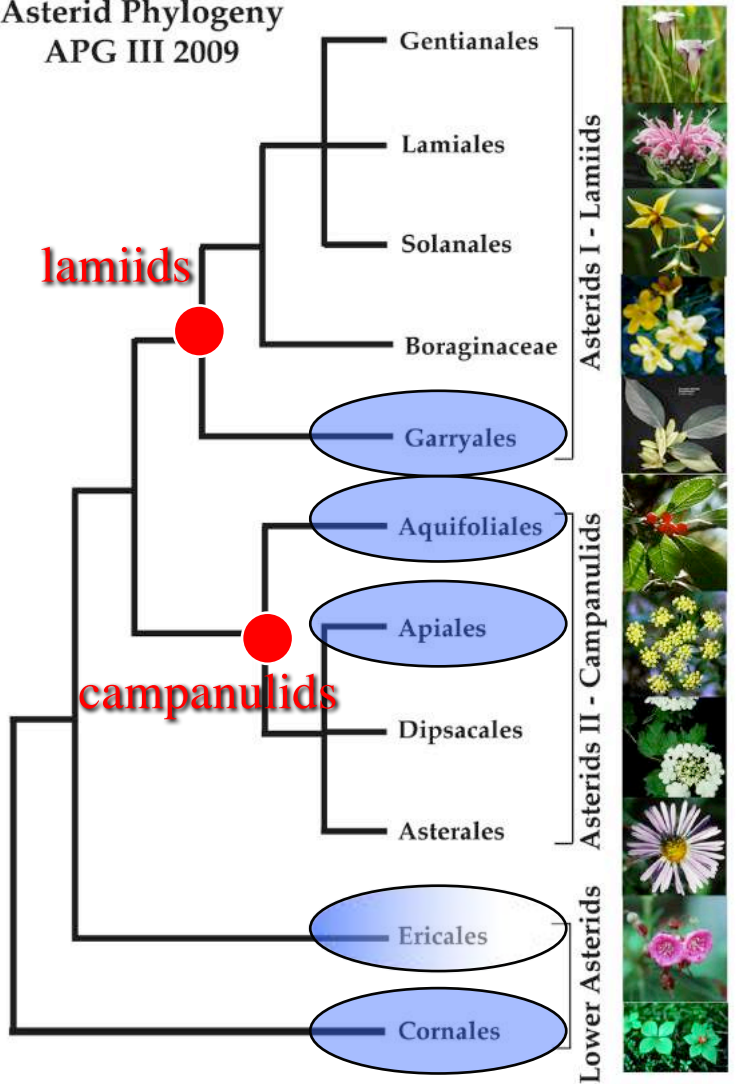 Asterid Phylogeny
APG III 2009
Gentianales
Lamiales
Solanales
lamiids
Boraginaceae
Garryales
Asterids I - Lamiids
Aquifoliales
Apiales
campanulids
Dipsacales
Asterales
Asterids II - Campanulids
Ericales
Cornales
Lower Asterids